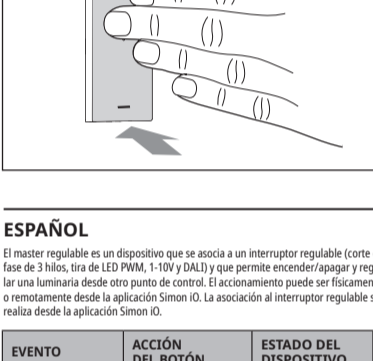 ESPAÑOL
El master regulable es un dispositivo que se asocia a un interruptor regulable (corte
fase de 3 hilos, tira de LED PWM, 1-10V y DALI) y que permite encender/apagar y reg
lar una luminaria desde otro punto de control. El accionamiento puede ser físicamen
o remotamente desde la aplicación Simon iO. La asociación al interruptor regulable s
realiza desde la aplicación Simon iO.
EVENTO
ACCIÓN
DEL BOTÓN
ESTADO DEL
DISPOSITIVO